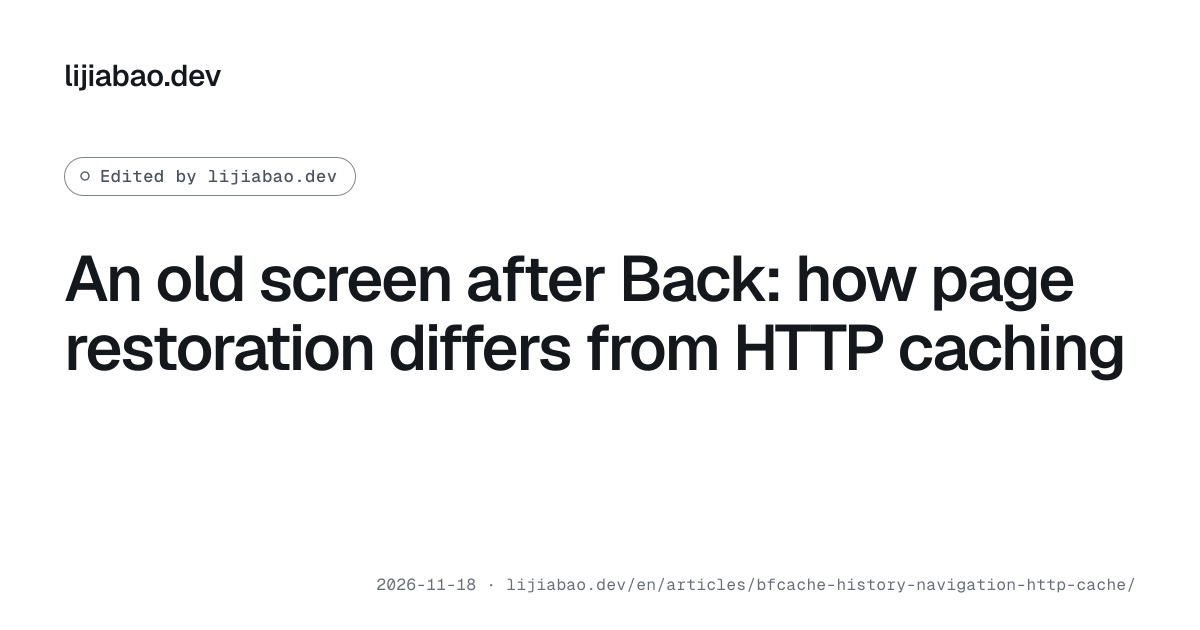 lijiabao.dev
Edited by lijiabao.dev
An old screen after Back: how page
restoration differs from HTTP caching
2026-11-18 · lijiabao.dev/en/articles/bfcache-history-navigation-http-cache/